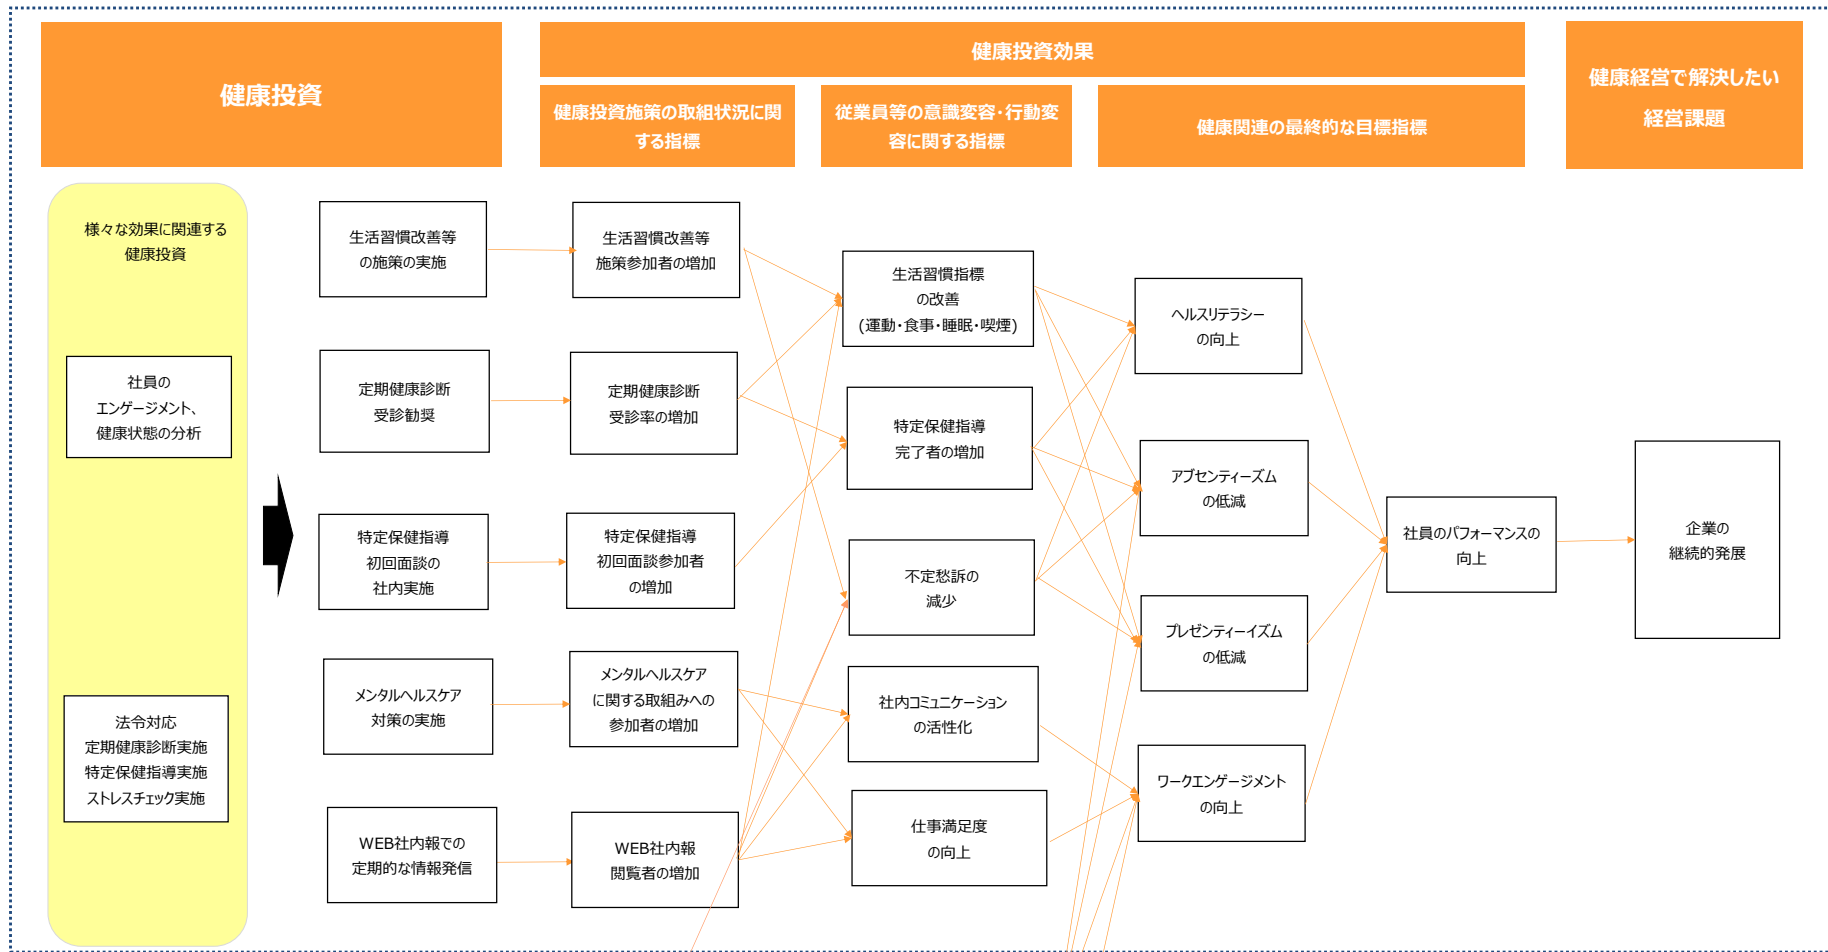 健康投資
健康投資効果
健康経営で解決したい
経営課題
健康投資施策の取組状況に関
する指標
従業員等の意識変容・行動変
容に関する指標
健康関連の最終的な目標指標
様々な効果に関連する
健康投資
社員の
エンゲージメント、
健康状態の分析
法令対応
定期健康診断実施
特定保健指導実施
ストレスチェック実施
生活習慣改善等
の施策の実施
定期健康診断
受診勧奨
特定保健指導
初回面談の
社内実施
メンタルヘルスケア
対策の実施
WEB社内報での
定期的な情報発信
生活習慣改善等
施策参加者の増加
定期健康診断
受診率の増加
特定保健指導
初回面談参加者
の増加
メンタルヘルスケア
に関する取組みへの
参加者の増加
WEB社内報
閲覧者の増加
生活習慣指標
の改善
(運動・食事・睡眠・喫煙)
特定保健指導
完了者の増加
不定愁訴の
減少
社内コミュニケーション
の活性化
仕事満足度
の向上
ヘルスリテラシー
の向上
アブセンティーズム
の低減
プレゼンティーイズム
の低減
ワークエンゲージメント
の向上
社員のパフォーマンスの
向上
企業の
継続的発展